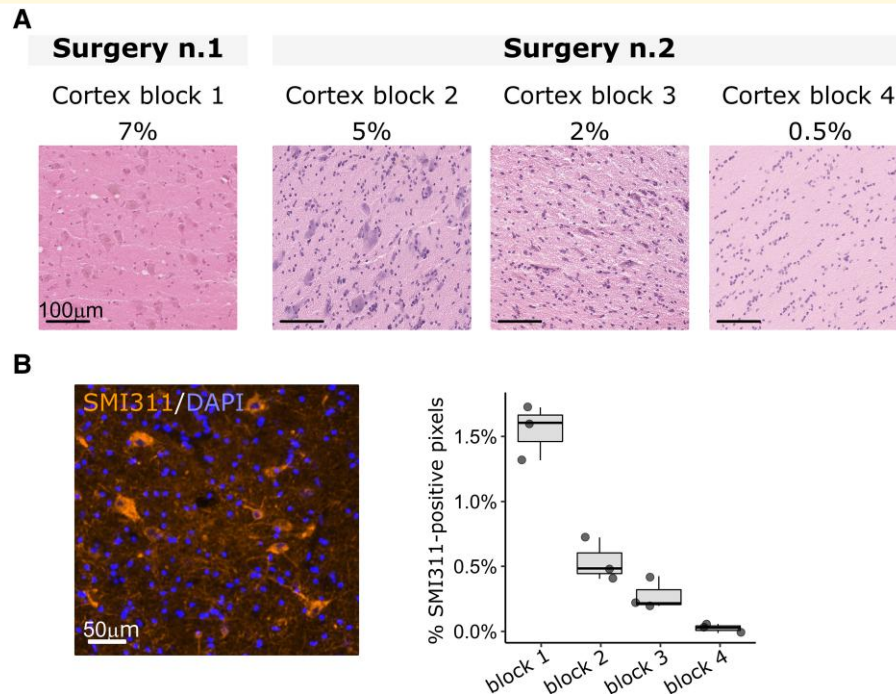 A
Surgery n.1
Surgery n.2
Cortex block 1
Cortex block 2
Cortex block 3
Cortex block 4
7%
5%
2%
0.5%
100μm
B
SMI311/DAPI
50μm
% SMI311-positive pixels
1.5%
1.0%
0.5%
0.0%
block 1
block 2
block 3
block 4